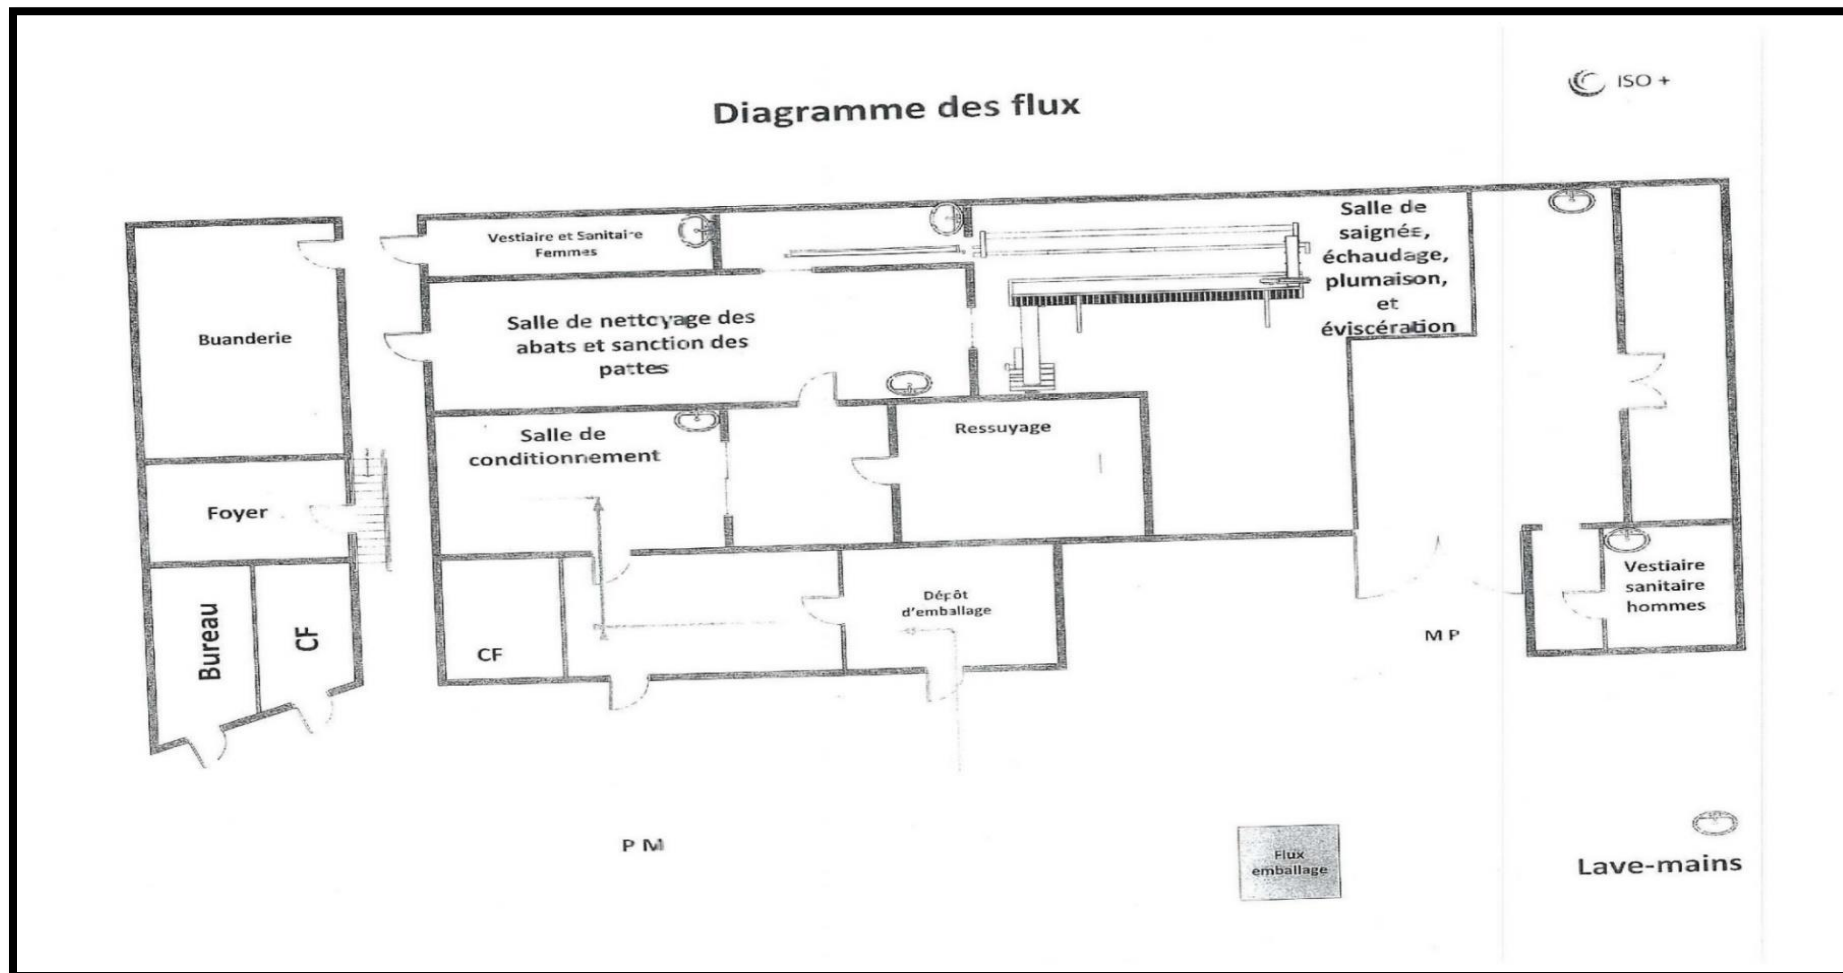 ISO +
Diagramme des flux
Vestiaire et Sanitaire
Femmes
Salle de
saignée,
échaudage,
plumaison,
et
éviscération
Buanderie
Salle de nettoyage des
abats et sanction des
pattes
Salle de
conditionnement
Ressuyage
Foyer
Bureau
CF
CF
Dépôt
d'emballage
M P
Vestiaire
sanitaire
hommes
P M
Flux
emballage
Lave-mains